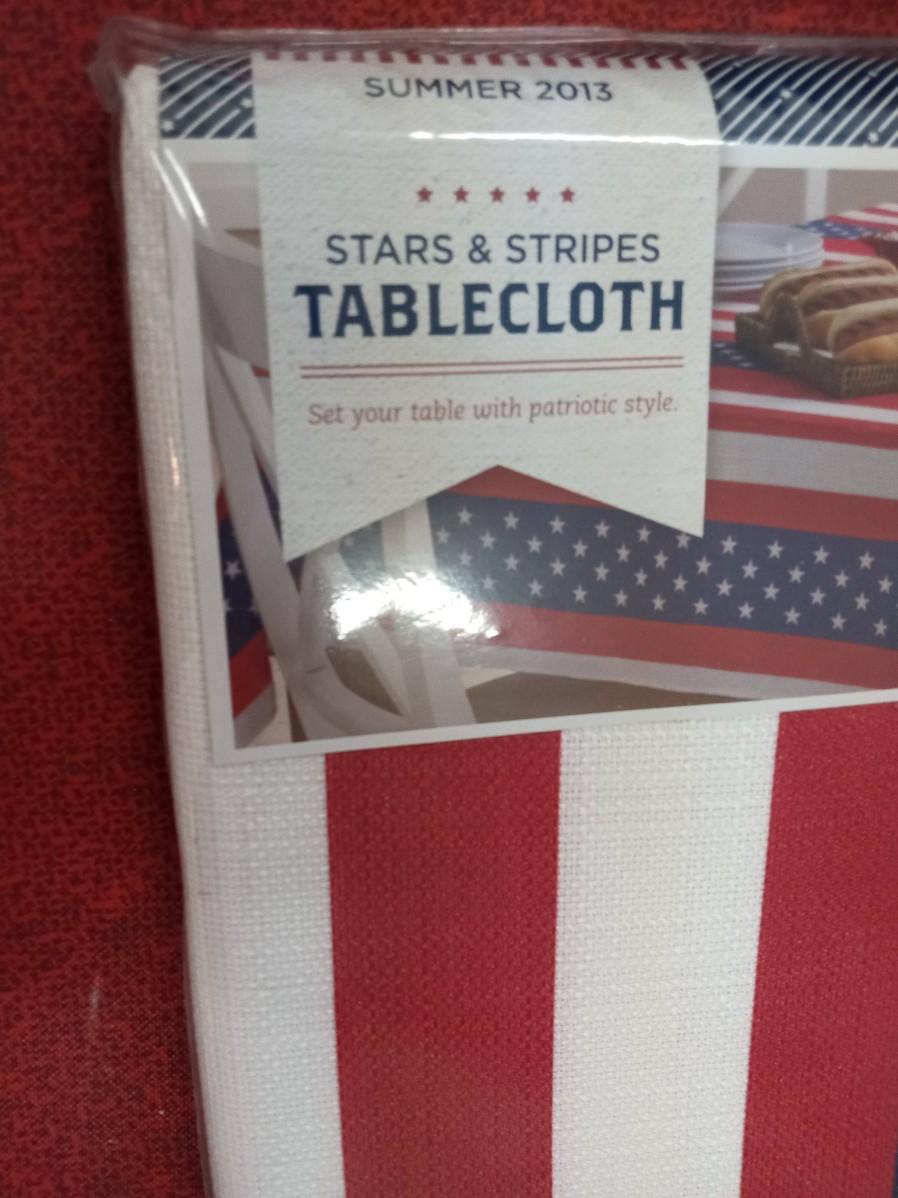 SUMMER 2013
STARS & STRIPES
TABLECLOTH
Set your table with patriotic style.